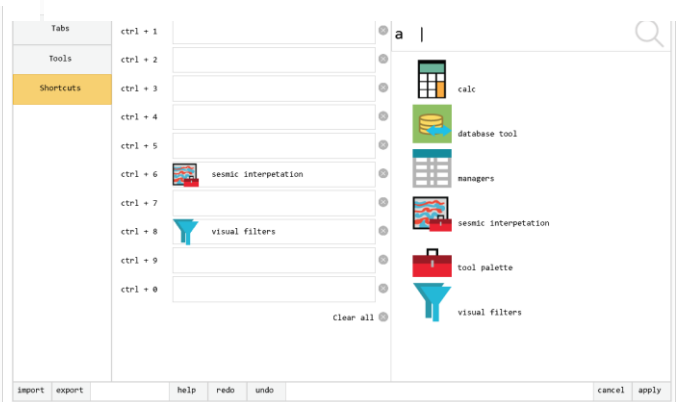 Tabs
Tools
Shortcuts
ctrl + 1
ctrl + 2
ctrl + 3
ctrl + 4
ctrl + 5
ctrl + 6 sesmic interpetation
ctrl + 7
ctrl + 8 visual filters
ctrl + 9
ctrl + 0
Clear all
a
calc
database tool
managers
sesmic interpetation
tool palette
visual filters
import export help redo undo cancel apply